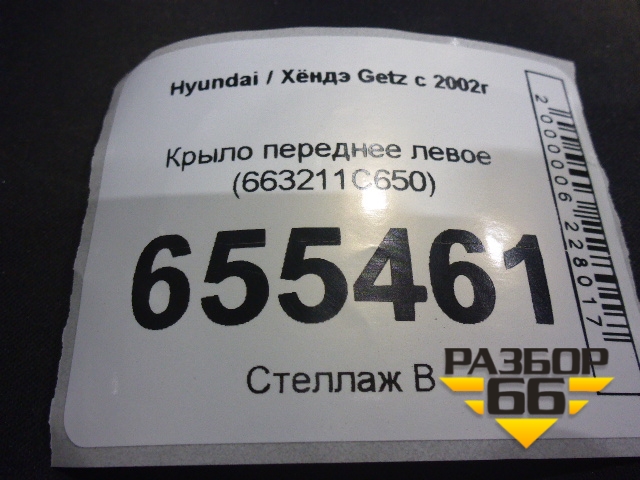 Hyundai / Хёндэ Getz с 2002г
Крыло переднее левое
(663211C650)
655461
Стеллаж В
2000006228017
РАЗБОР
66